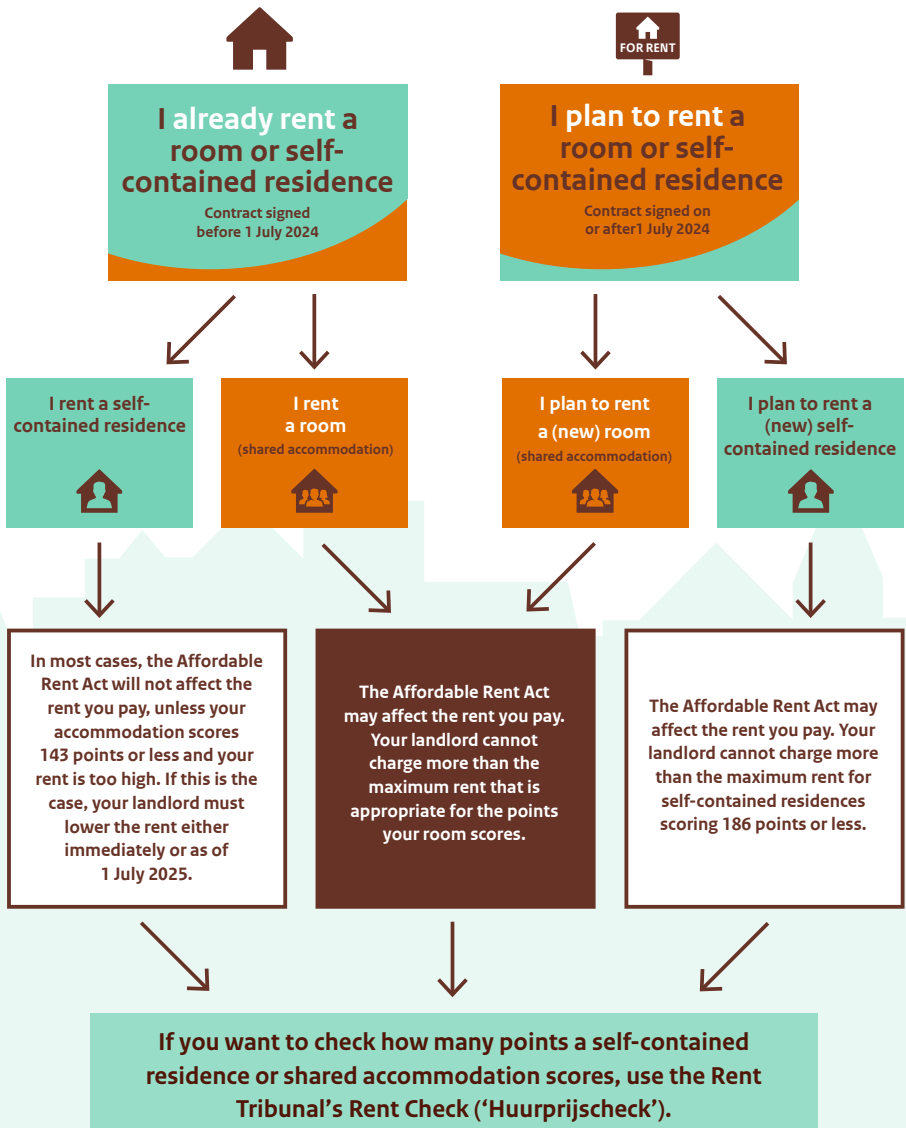 FOR RENT
I already rent a
room or self-
contained residence
Contract signed
before 1 July 2024
I plan to rent a
room or self-
contained residence
Contract signed on
or after1 July 2024
I rent a self-
contained residence
I rent
a room
(shared accommodation)
I plan to rent
a (new) room
(shared accommodation)
I plan to rent a
(new) self-
contained residence
In most cases, the Affordable
Rent Act will not affect the
rent you pay, unless your
accommodation scores
143 points or less and your
rent is too high. If this is the
case, your landlord must
lower the rent either
immediately or as of
1 July 2025.
The Affordable Rent Act
may affect the rent you pay.
Your landlord cannot
charge more than the
maximum rent that is
appropriate for the points
your room scores.
The Affordable Rent Act may
affect the rent you pay. Your
landlord cannot charge more
than the maximum rent for
self-contained residences
scoring 186 points or less.
If you want to check how many points a self-contained
residence or shared accommodation scores, use the Rent
Tribunal’s Rent Check (‘Huurprijscheck’).